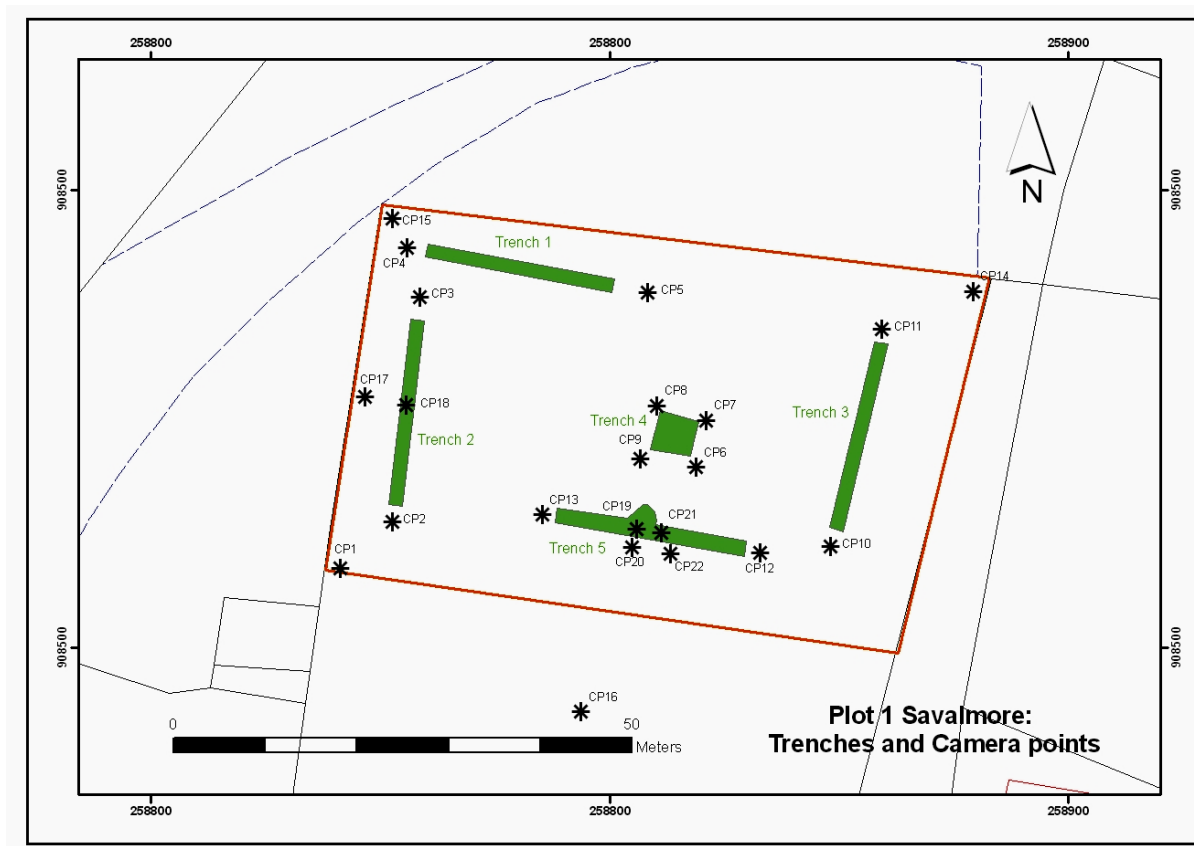 258800 258800 258900
908500 908500
N
CP15
Trench 1
CP4
CP14
CP3 CP5
CP11
CP17
CP8
CP18 CP7
Trench 4 Trench 3
Trench 2
CP9 CP6
CP13
CP19 CP21
CP2
Trench 5 CP10
CP1 CP20 CP22 CP12
908500 908500
CP16
Plot 1 Savalmore:
0 50
Trenches and Camera points
Meters
258800 258800 258900